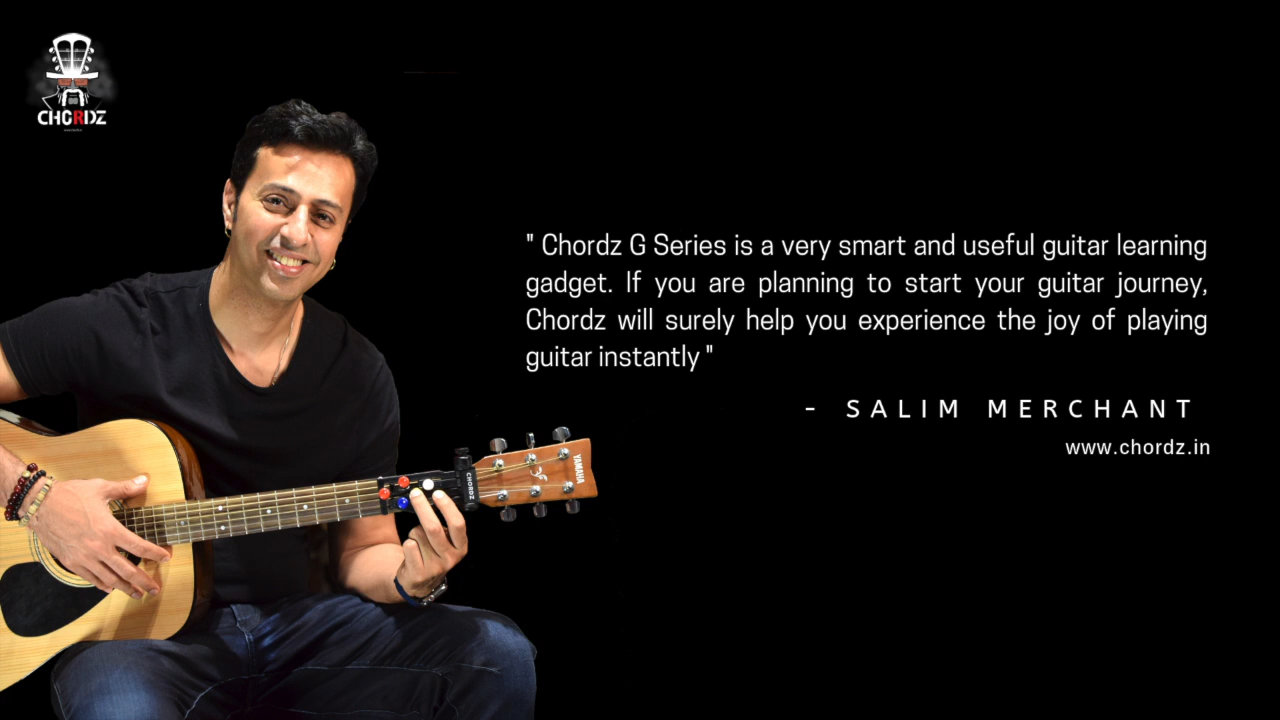 CHORDZ
" Chordz G Series is a very smart and useful guitar learning
gadget. If you are planning to start your guitar journey,
Chordz will surely help you experience the joy of playing
guitar instantly "
- SALIM MERCHANT
www.chordz.in
CHORDZ
YAMAHA